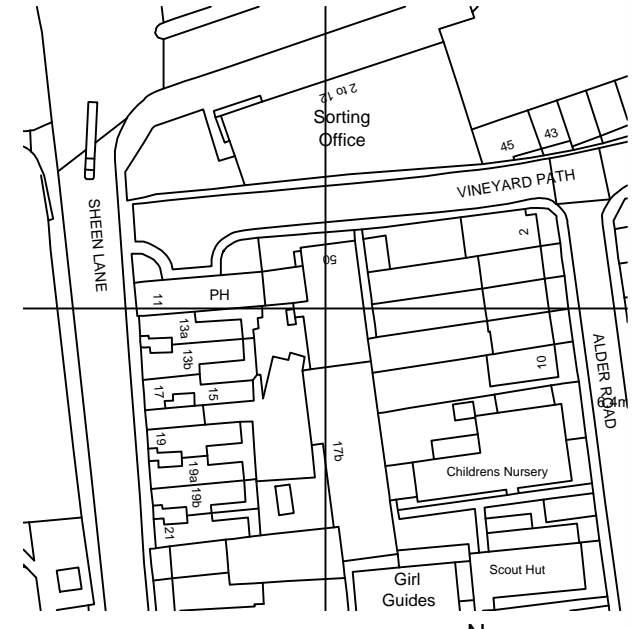 2 to 12
Sorting
Office
45
43
VINEYARD PATH
SHEEN LANE
2
50
11
PH
13a
13b
10
ALDER ROAD
6.4m
17
15
19
17b
19a
19b
Childrens Nursery
21
Girl
Guides
Scout Hut
N